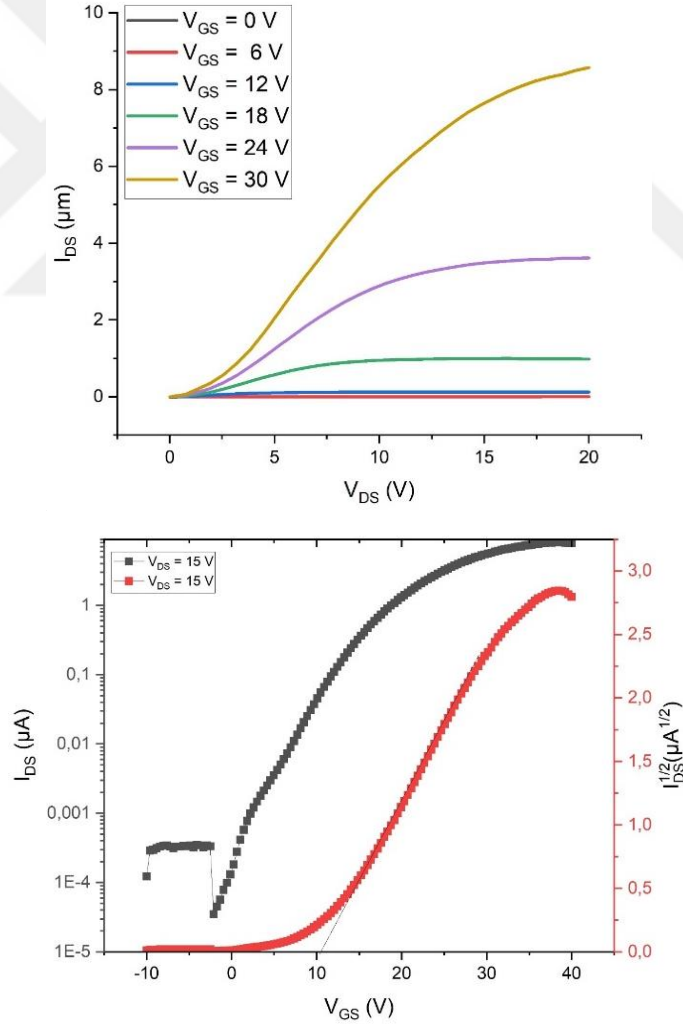 V_GS = 0 V
V_GS = 6 V
V_GS = 12 V
V_GS = 18 V
V_GS = 24 V
V_GS = 30 V
10
8
6
4
2
0
I_DS (μm)
0 5 10 15 20
V_DS (V)
V_DS = 15 V
V_DS = 15 V
1
0,1
0,01
0,001
1E-4
1E-5
I_DS (μA)
3,0
2,5
2,0
1,5
1,0
0,5
0,0
I_DS^1/2(μA^1/2)
-10 0 10 20 30 40
V_GS (V)